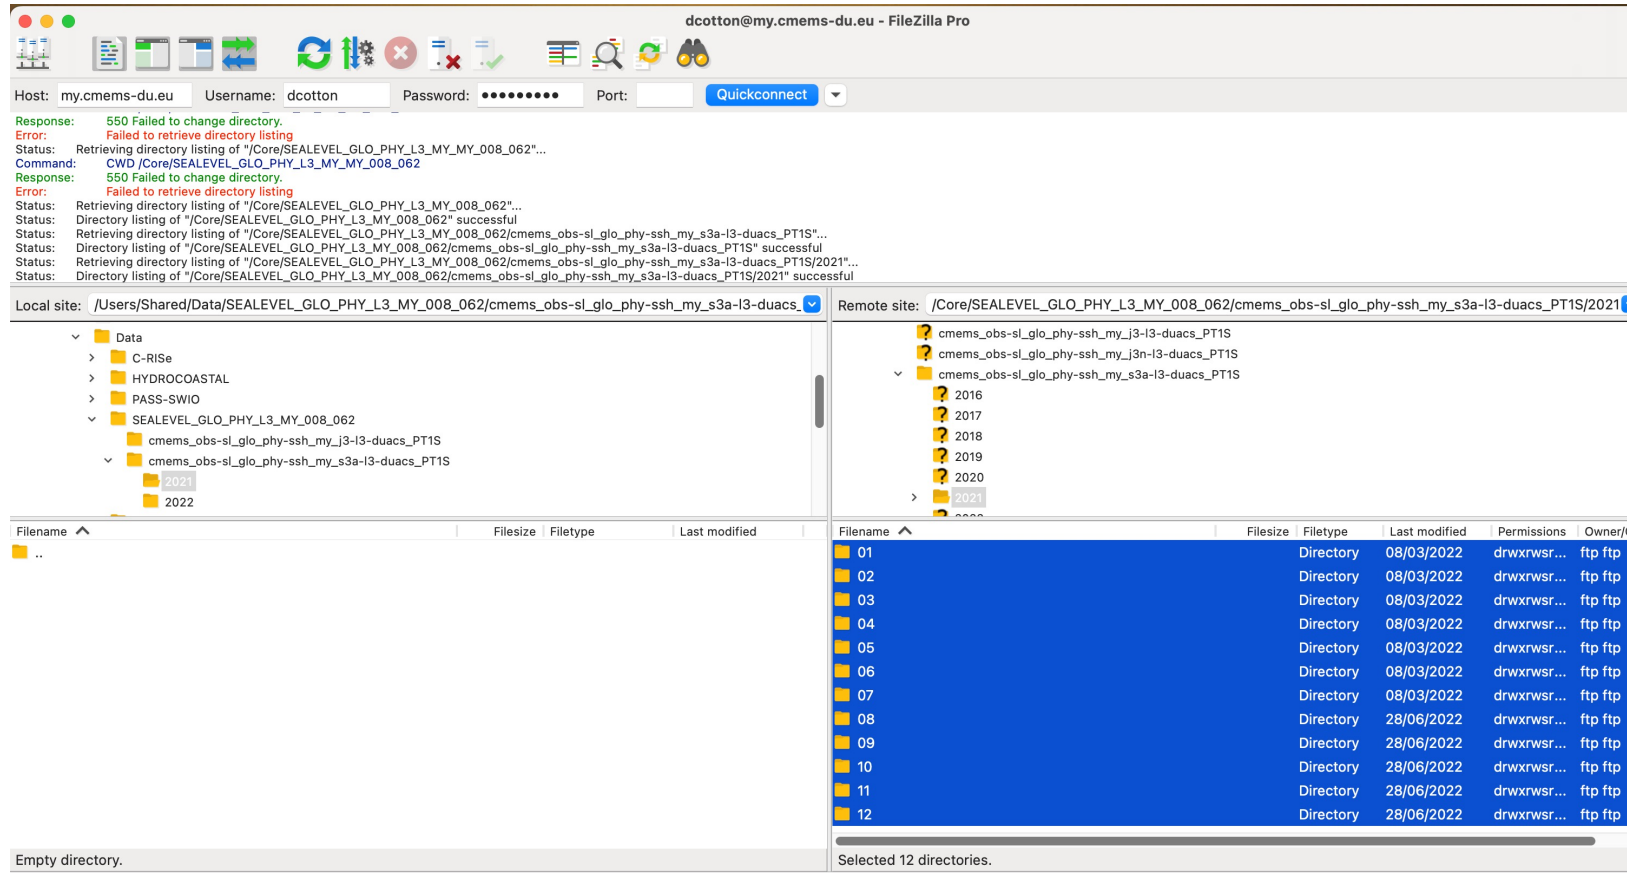 dcotton@my.cmems-du.eu - FileZilla Pro
Host: my.cmems-du.eu Username: dcotton Password: ●●●●●●●●● Port: Quickconnect
Response: 550 Failed to change directory.
Error: Failed to retrieve directory listing
Status: Retrieving directory listing of "/Core/SEALEVEL_GLO_PHY_L3_MY_MY_008_062"...
Command: CWD /Core/SEALEVEL_GLO_PHY_L3_MY_MY_008_062
Response: 550 Failed to change directory.
Error: Failed to retrieve directory listing
Status: Retrieving directory listing of "/Core/SEALEVEL_GLO_PHY_L3_MY_008_062"...
Status: Directory listing of "/Core/SEALEVEL_GLO_PHY_L3_MY_008_062" successful
Status: Retrieving directory listing of "/Core/SEALEVEL_GLO_PHY_L3_MY_008_062/cmems_obs-sl_glo_phy-ssh_my_s3a-l3-duacs_PT1S"...
Status: Directory listing of "/Core/SEALEVEL_GLO_PHY_L3_MY_008_062/cmems_obs-sl_glo_phy-ssh_my_s3a-l3-duacs_PT1S" successful
Status: Retrieving directory listing of "/Core/SEALEVEL_GLO_PHY_L3_MY_008_062/cmems_obs-sl_glo_phy-ssh_my_s3a-l3-duacs_PT1S/2021"...
Status: Directory listing of "/Core/SEALEVEL_GLO_PHY_L3_MY_008_062/cmems_obs-sl_glo_phy-ssh_my_s3a-l3-duacs_PT1S/2021" successful
Local site: /Users/Shared/Data/SEALEVEL_GLO_PHY_L3_MY_008_062/cmems_obs-sl_glo_phy-ssh_my_s3a-l3-duacs_
Data
C-RISe
HYDROCOASTAL
PASS-SWIO
SEALEVEL_GLO_PHY_L3_MY_008_062
cmems_obs-sl_glo_phy-ssh_my_j3-l3-duacs_PT1S
cmems_obs-sl_glo_phy-ssh_my_s3a-l3-duacs_PT1S
2021
2022
Filename Filesize Filetype Last modified
..
Empty directory.
Remote site: /Core/SEALEVEL_GLO_PHY_L3_MY_008_062/cmems_obs-sl_glo_phy-ssh_my_s3a-l3-duacs_PT1S/2021
cmems_obs-sl_glo_phy-ssh_my_j3-l3-duacs_PT1S
cmems_obs-sl_glo_phy-ssh_my_j3n-l3-duacs_PT1S
cmems_obs-sl_glo_phy-ssh_my_s3a-l3-duacs_PT1S
2016
2017
2018
2019
2020
2021
Filename Filesize Filetype Last modified Permissions Owner/
01 Directory 08/03/2022 drwxrwsr... ftp ftp
02 Directory 08/03/2022 drwxrwsr... ftp ftp
03 Directory 08/03/2022 drwxrwsr... ftp ftp
04 Directory 08/03/2022 drwxrwsr... ftp ftp
05 Directory 08/03/2022 drwxrwsr... ftp ftp
06 Directory 08/03/2022 drwxrwsr... ftp ftp
07 Directory 08/03/2022 drwxrwsr... ftp ftp
08 Directory 28/06/2022 drwxrwsr... ftp ftp
09 Directory 28/06/2022 drwxrwsr... ftp ftp
10 Directory 28/06/2022 drwxrwsr... ftp ftp
11 Directory 28/06/2022 drwxrwsr... ftp ftp
12 Directory 28/06/2022 drwxrwsr... ftp ftp
Selected 12 directories.